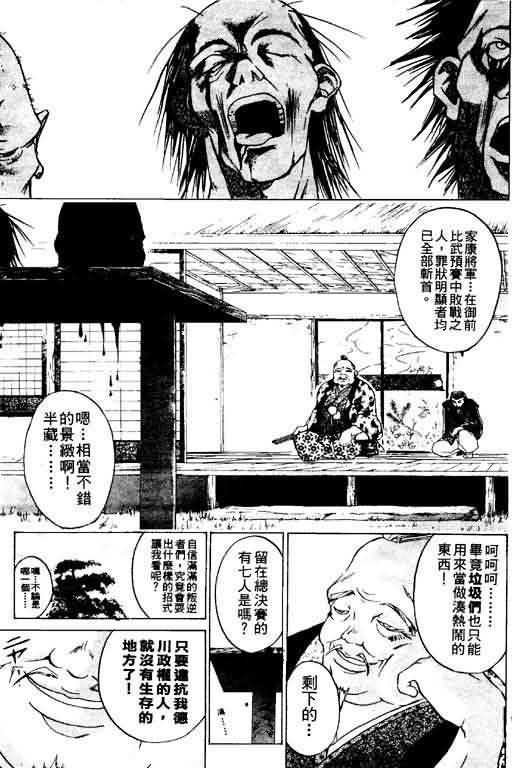 家康將軍…在御前
比武預賽中敗戰之
人，罪狀明顯者均
已全部斬首。
嗯…相當不錯
的景緻啊！
半藏………
呵呵呵………
畢竟垃圾們也只能
用來當做湊熱鬧的
東西！
剩下的…
留在總決賽的
有七人是嗎？
滴……
自信滿滿的叛逆
者們，究竟會耍
出什麼樣的招式
讓我看呢？
嘿…不論是
哪一個…
只要違抗我德
川政權的人，
就沒有生存的
地方了！